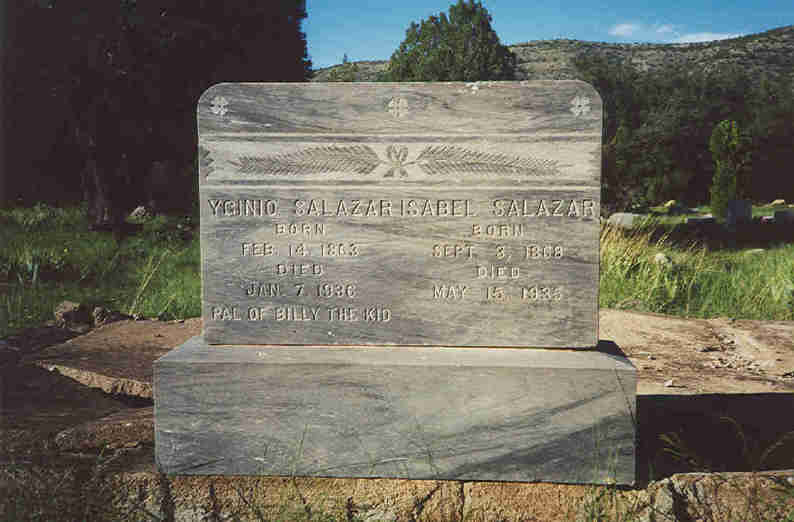 YGINIO SALAZAR
BORN
FEB. 14. 1863
DIED
JAN. 7. 1936
PAL OF BILLY THE KID
ISABEL SALAZAR
BORN
SEPT. 3, 1868
DIED
MAY 15, 1935